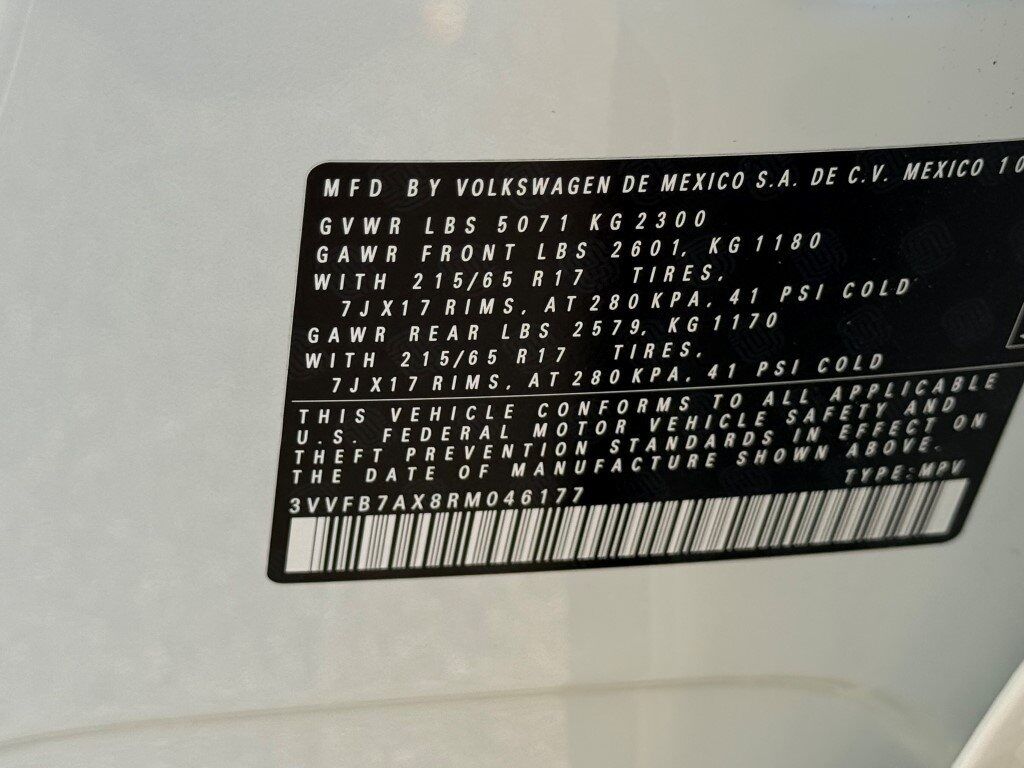 MFD BY VOLKSWAGEN DE MEXICO S.A. DE C.V. MEXICO 10
GVWR LBS 5071 KG 2300
GAWR FRONT LBS 2601, KG 1180
WITH 215/65 R17 TIRES,
7JX17 RIMS, AT 280 KPA, 41 PSI COLD
GAWR REAR LBS 2579, KG 1170
WITH 215/65 R17 TIRES,
7JX17 RIMS, AT 280 KPA, 41 PSI COLD
THIS VEHICLE CONFORMS TO ALL APPLICABLE
U.S. FEDERAL MOTOR VEHICLE SAFETY AND
THEFT PREVENTION STANDARDS IN EFFECT ON
THE DATE OF MANUFACTURE SHOWN ABOVE.
TYPE: MPV
3VVFB7AX8RM046177